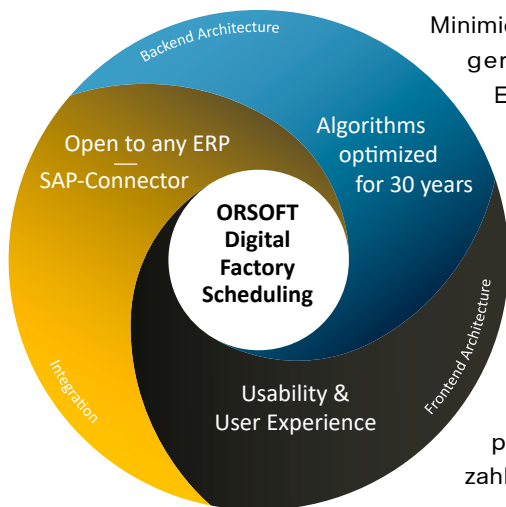 Backend Architecture
Open to any ERP
SAP-Connector
Algorithms
optimized
for 30 years
ORSOFT
Digital
Factory
Scheduling
Usability &
User Experience
Integration
Frontend Architecture
zahl